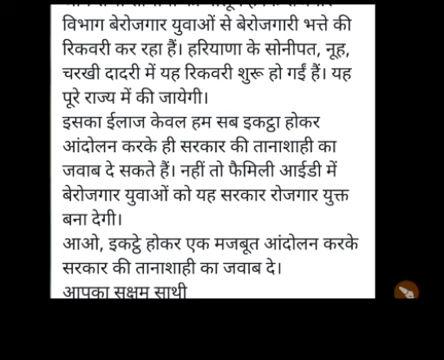 विभाग बेरोजगार युवाओं से बेरोजगारी भत्ते की
रिकवरी कर रहा हैं। हरियाणा के सोनीपत, नूह,
चरखी दादरी में यह रिकवरी शुरू हो गईं हैं। यह
पूरे राज्य में की जायेगी।
इसका ईलाज केवल हम सब इकट्ठा होकर
आंदोलन करके ही सरकार की तानाशाही का
जवाब दे सकते हैं। नहीं तो फैमिली आईडी में
बेरोजगार युवाओं को यह सरकार रोजगार युक्त
बना देगी।
आओ, इकट्ठे होकर एक मजबूत आंदोलन करके
सरकार की तानाशाही का जवाब दे।
आपका सक्षम साथी